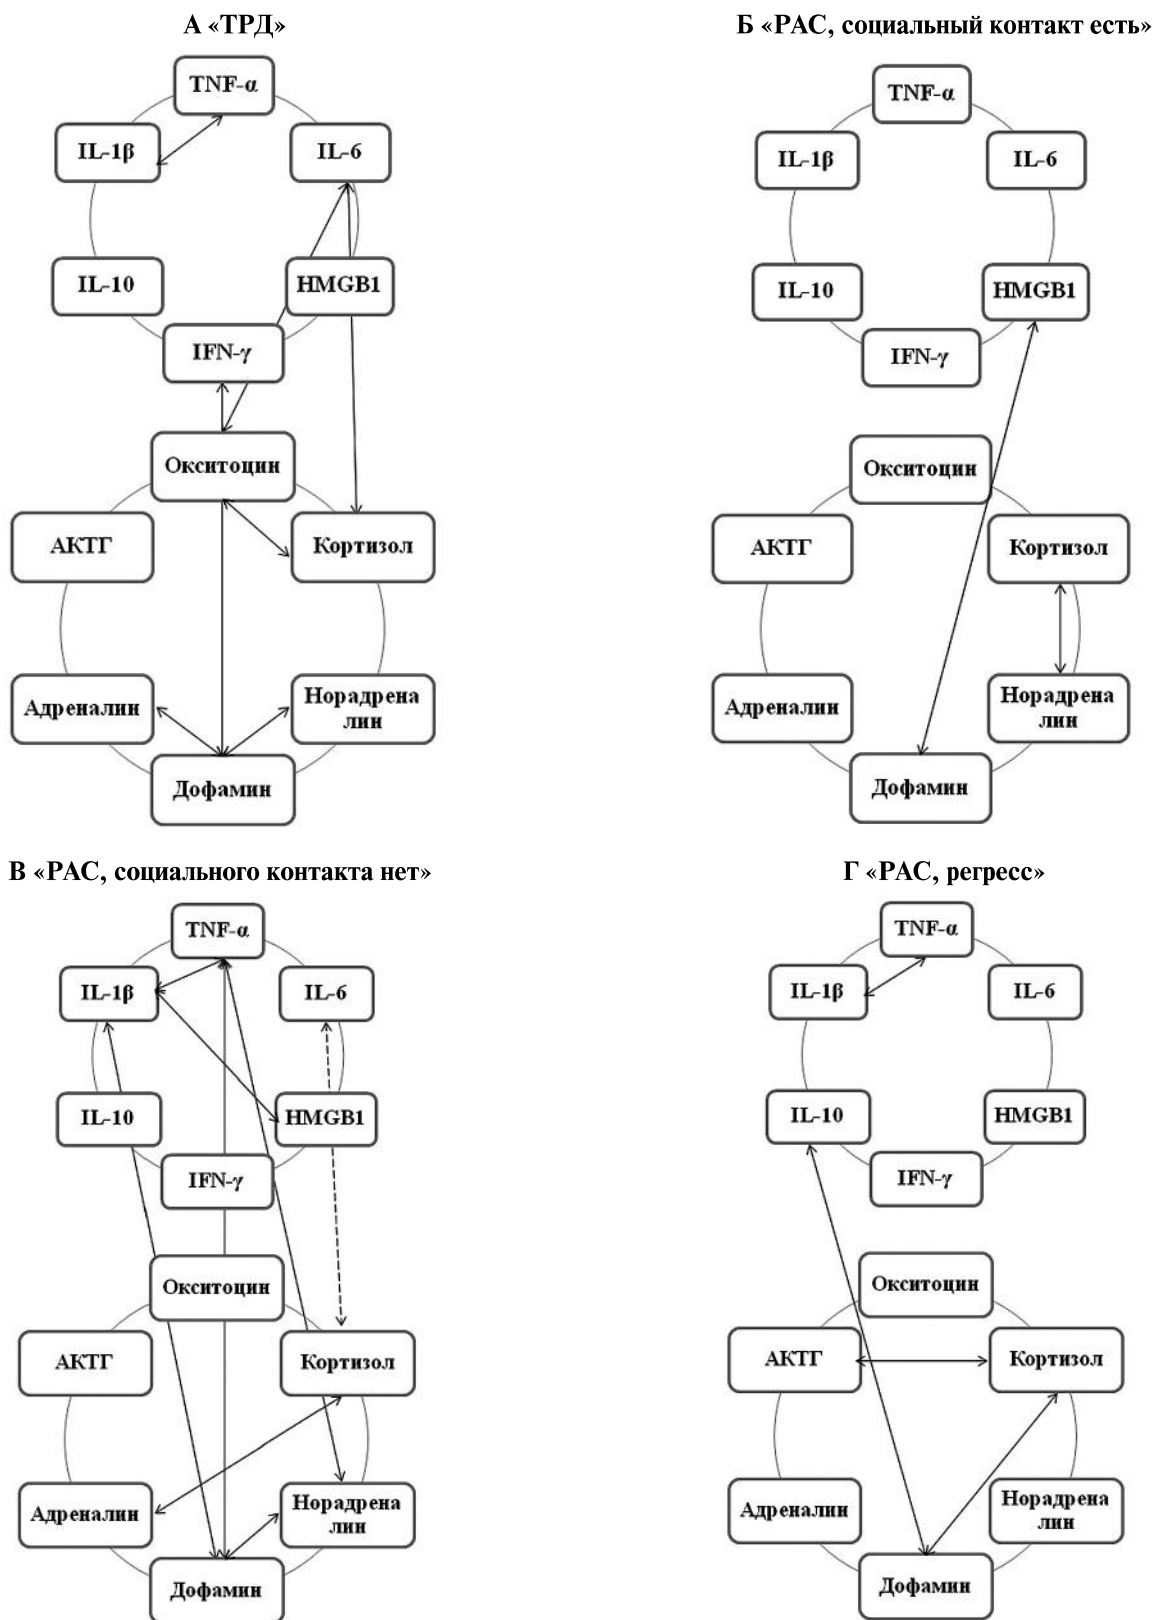 А «ТРД»
TNF-α
IL-1β
IL-6
IL-10
HMGB1
IFN-γ
Окситоцин
АКТГ
Кортизол
Адреналин
Норадрена
лин
Дофамин
Б «РАС, социальный контакт есть»
TNF-α
IL-1β
IL-6
IL-10
HMGB1
IFN-γ
Окситоцин
АКТГ
Кортизол
Адреналин
Норадрена
лин
Дофамин
В «РАС, социального контакта нет»
TNF-α
IL-1β
IL-6
IL-10
HMGB1
IFN-γ
Окситоцин
АКТГ
Кортизол
Адреналин
Норадрена
лин
Дофамин
Г «РАС, регресс»
TNF-α
IL-1β
IL-6
IL-10
HMGB1
IFN-γ
Окситоцин
АКТГ
Кортизол
Адреналин
Норадрена
лин
Дофамин